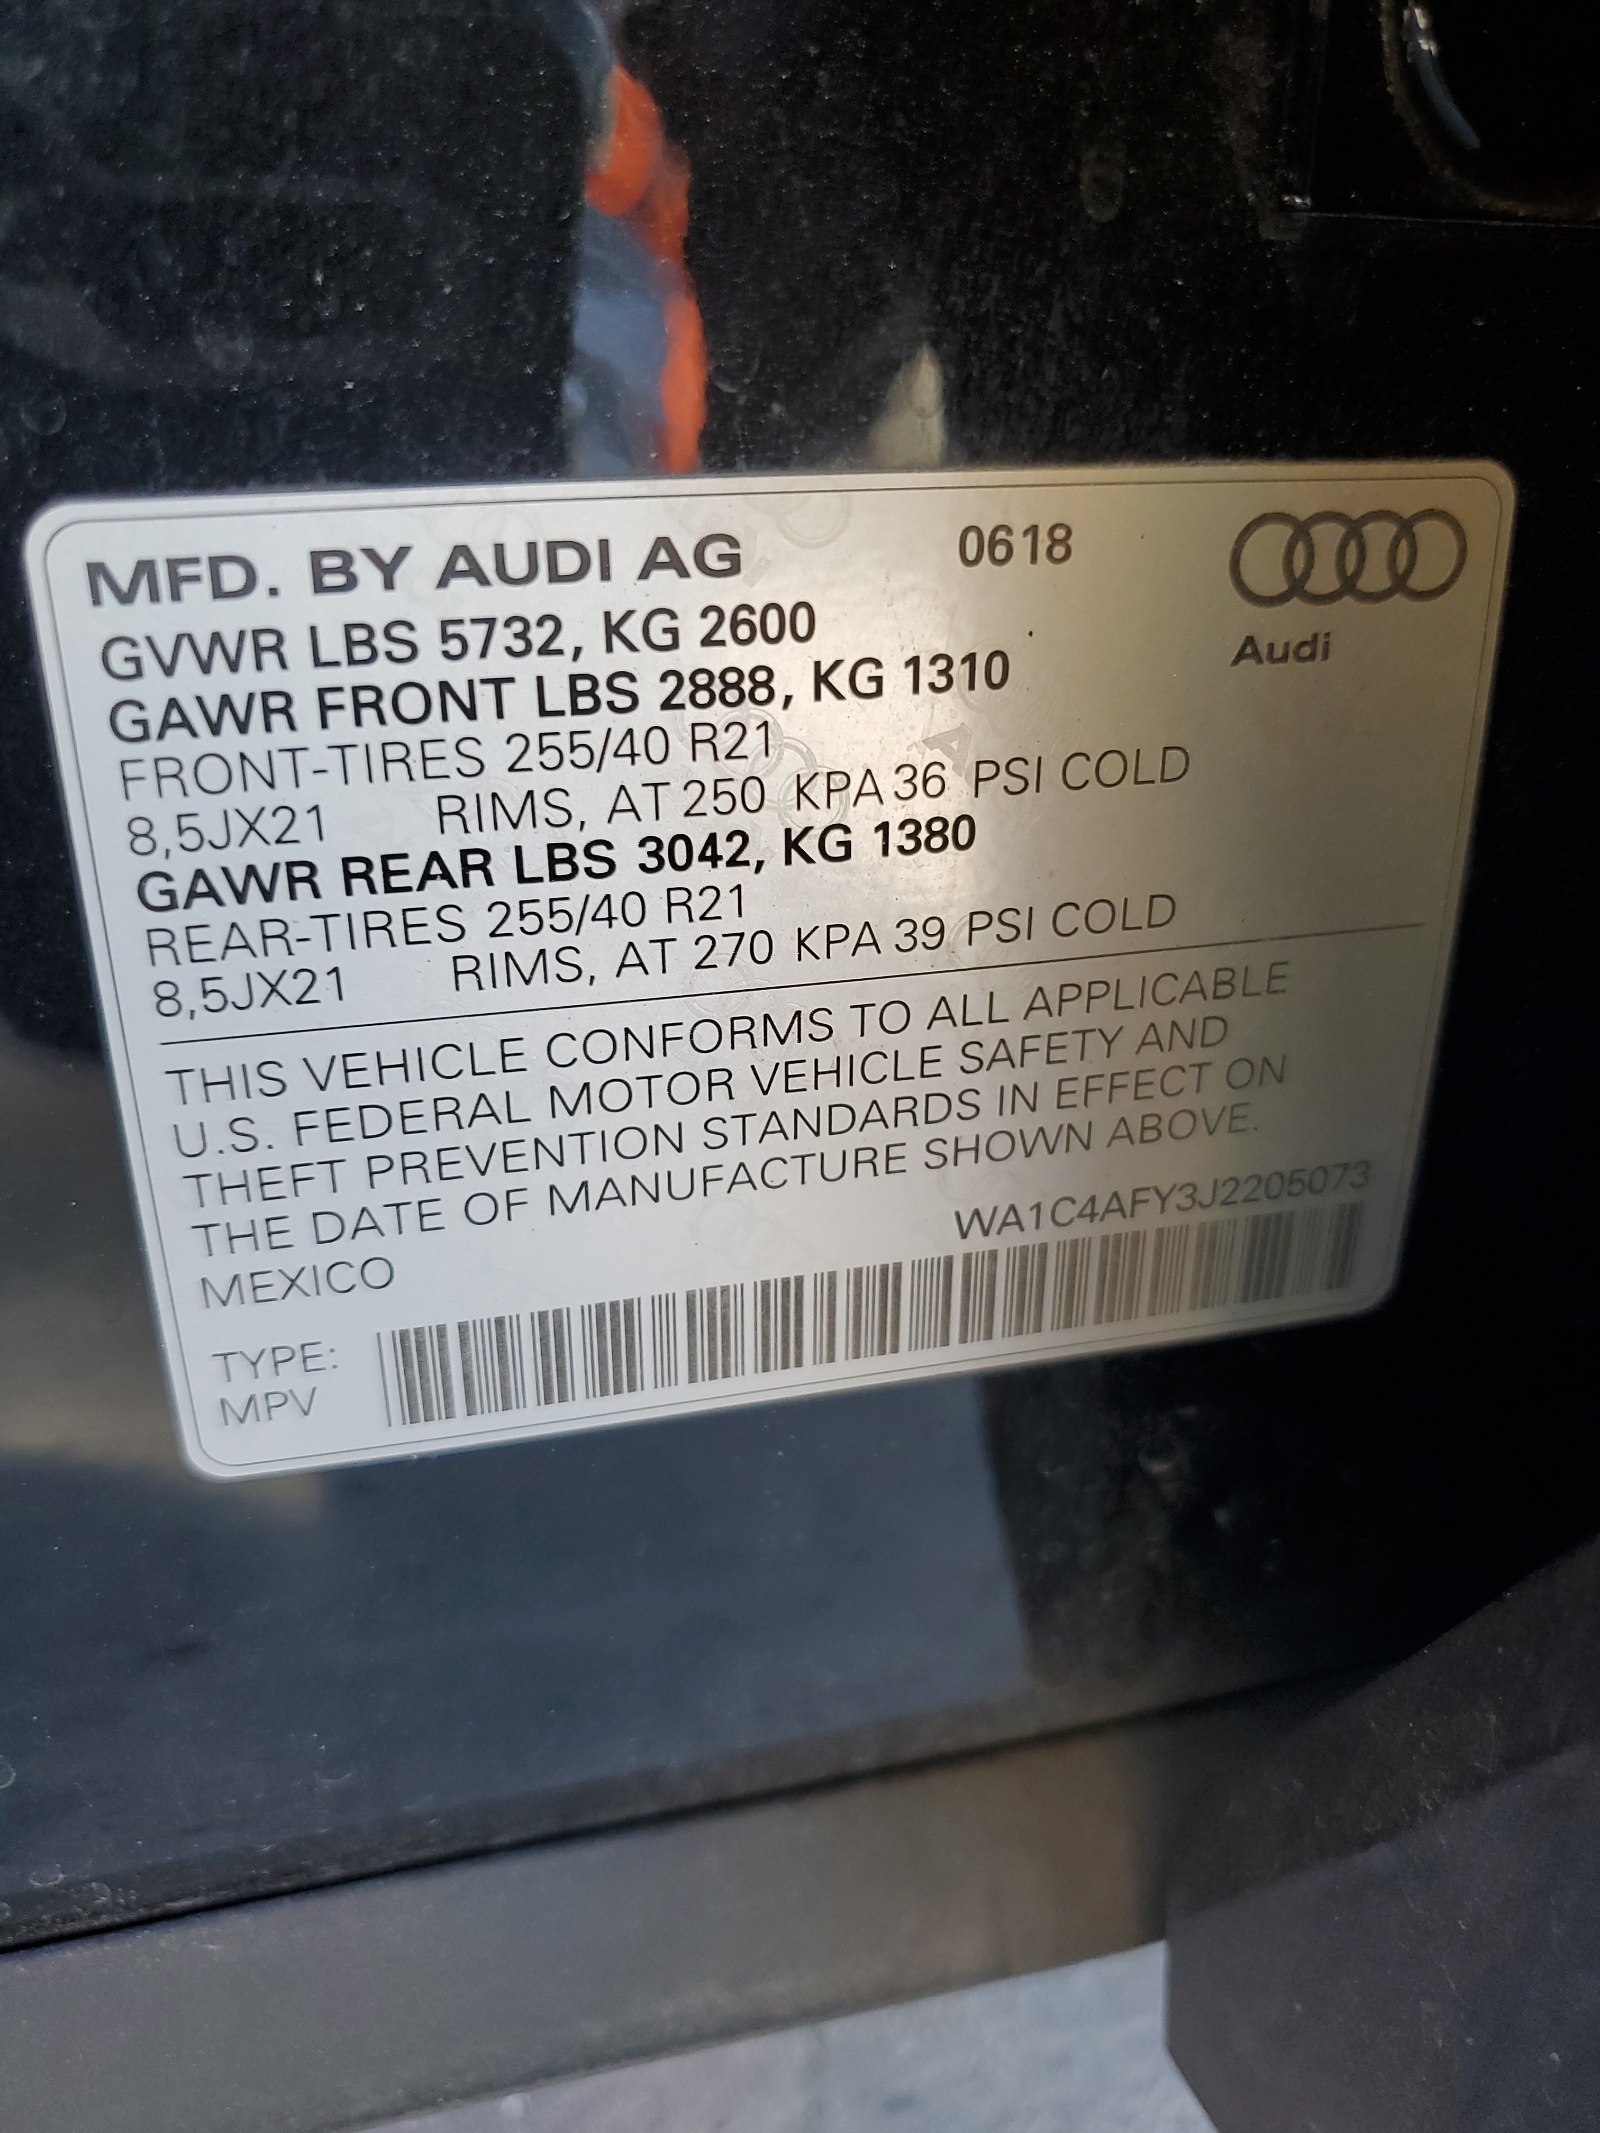 MFD. BY AUDI AG 0618
GVWR LBS 5732, KG 2600
Audi
GAWR FRONT LBS 2888, KG 1310
FRONT-TIRES 255/40 R21
8,5JX21 RIMS, AT 250 KPA 36 PSI COLD
GAWR REAR LBS 3042, KG 1380
REAR-TIRES 255/40 R21
8,5JX21 RIMS, AT 270 KPA 39 PSI COLD
THIS VEHICLE CONFORMS TO ALL APPLICABLE
U.S. FEDERAL MOTOR VEHICLE SAFETY AND
THEFT PREVENTION STANDARDS IN EFFECT ON
THE DATE OF MANUFACTURE SHOWN ABOVE.
WA1C4AFY3J2205073
MEXICO
TYPE:
MPV